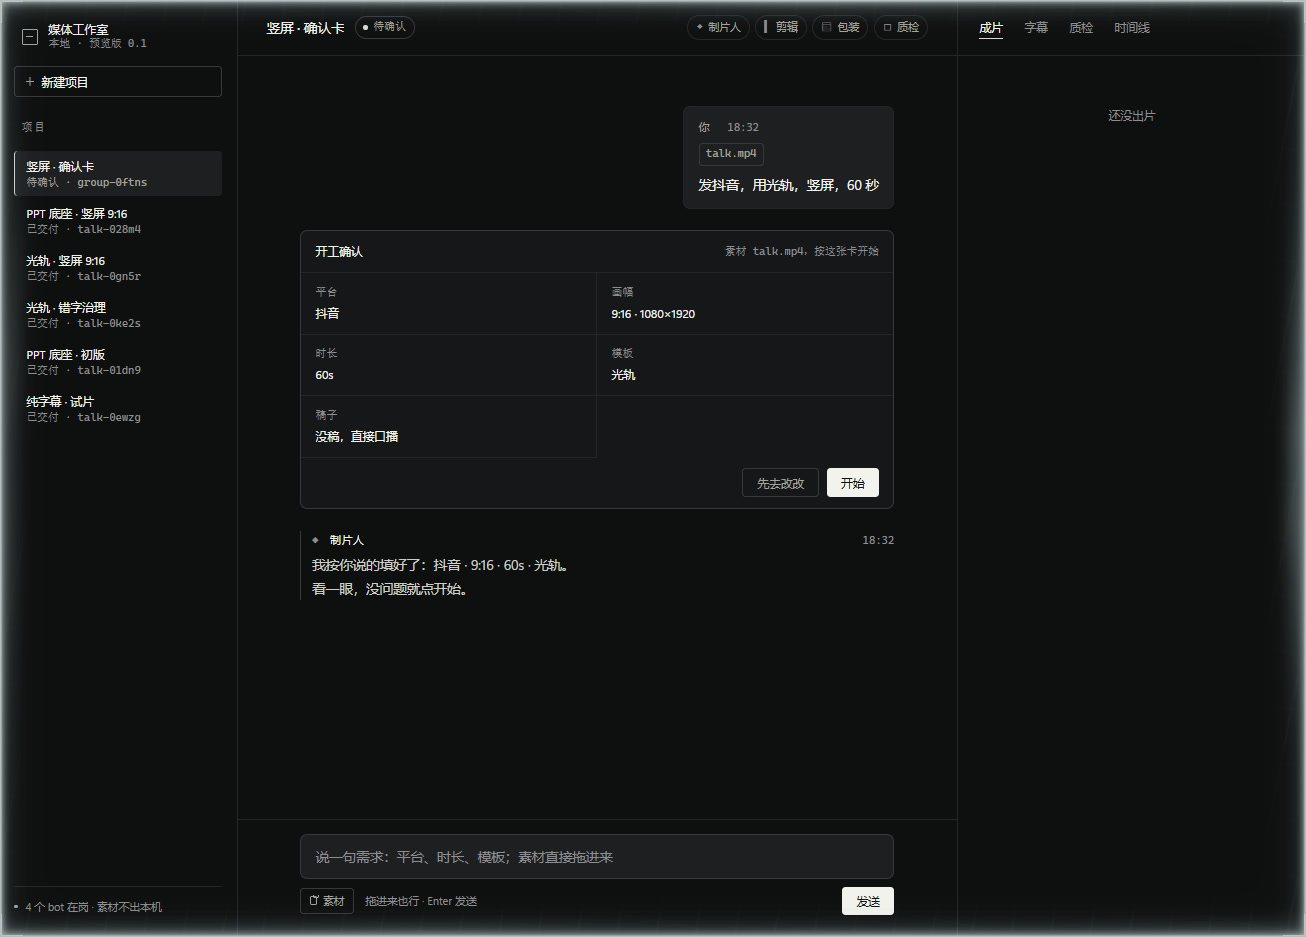 媒体工作室
本地 · 预览版 0.1
+ 新建项目
项目
竖屏 · 确认卡
待确认 · group-0ftns
PPT 底座 · 竖屏 9:16
已交付 · talk-028m4
光轨 · 竖屏 9:16
已交付 · talk-0gn5r
光轨 · 错字治理
已交付 · talk-0ke2s
PPT 底座 · 初版
已交付 · talk-01dn9
纯字幕 · 试片
已交付 · talk-0ewzg
4 个 bot 在岗 · 素材不出本机
竖屏 · 确认卡
待确认
制片人
剪辑
包装
质检
你 18:32
talk.mp4
发抖音，用光轨，竖屏，60 秒
开工确认
素材 talk.mp4，按这张卡开始
平台
抖音
画幅
9:16 · 1080×1920
时长
60s
模板
光轨
稿子
没稿，直接口播
先去改改
开始
制片人 18:32
我按你说的填好了：抖音 · 9:16 · 60s · 光轨。
看一眼，没问题就点开始。
说一句需求：平台、时长、模板；素材直接拖进来
素材
拖进来也行 · Enter 发送
发送
成片
字幕
质检
时间线
还没出片